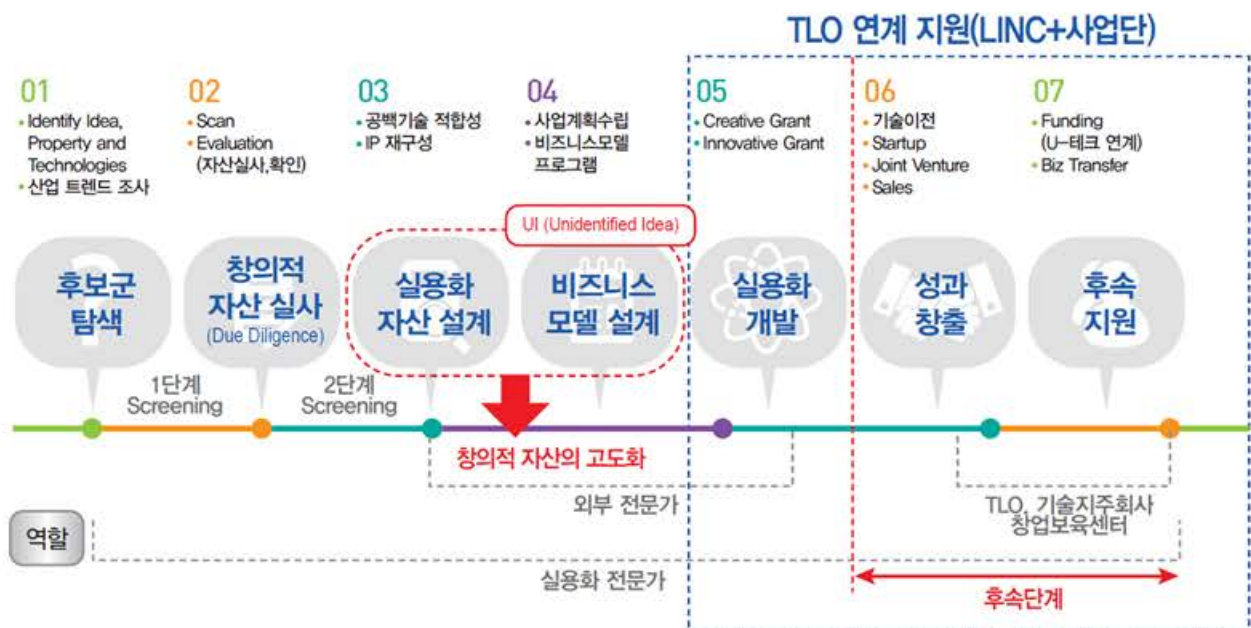 TLO 연계 지원(LINC+사업단)
01
• Identify Idea,
Property and
Technologies
• 산업 트렌드 조사
02
• Scan
• Evaluation
(자산실사,확인)
03
• 공백기술 적합성
• IP 재구성
04
• 사업계획수립
• 비즈니스모델
프로그램
05
• Creative Grant
• Innovative Grant
06
• 기술이전
• Startup
• Joint Venture
• Sales
07
• Funding
(U-테크 연계)
• Biz Transfer
UI (Unidentified Idea)
후보군
탐색
창의적
자산 실사
(Due Diligence)
실용화
자산 설계
비즈니스
모델 설계
실용화
개발
성과
창출
후속
지원
1단계
Screening
2단계
Screening
창의적 자산의 고도화
외부 전문가
TLO, 기술지주회사
창업보육센터
역할
실용화 전문가
후속단계